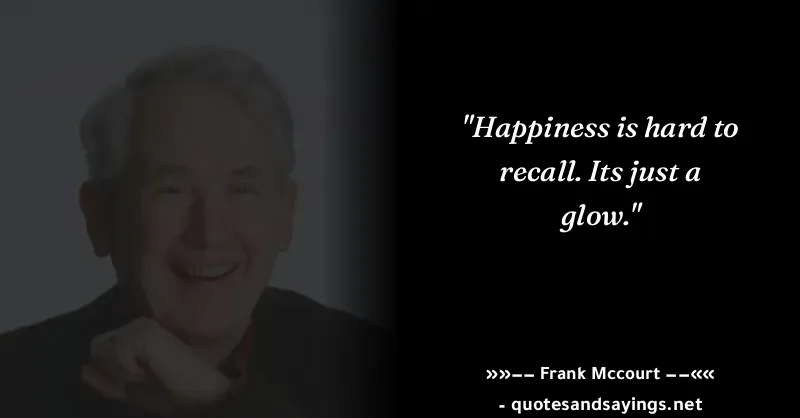 "Happiness is hard to
recall. Its just a
glow."
»»−− Frank Mccourt −−««
- quotesandsayings.net